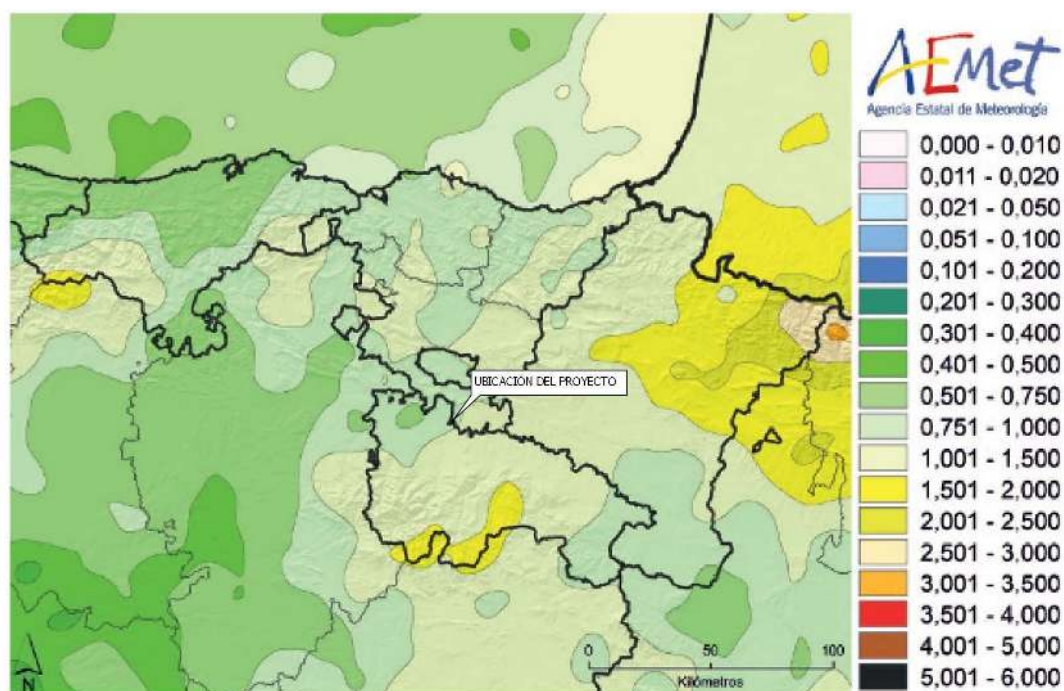 AEMet
Agencia Estatal de Meteorología
0,000 - 0,010
0,011 - 0,020
0,021 - 0,050
0,051 - 0,100
0,101 - 0,200
0,201 - 0,300
0,301 - 0,400
0,401 - 0,500
0,501 - 0,750
0,751 - 1,000
1,001 - 1,500
1,501 - 2,000
2,001 - 2,500
2,501 - 3,000
3,001 - 3,500
3,501 - 4,000
4,001 - 5,000
5,001 - 6,000
UBICACIÓN DEL PROYECTO
0 50 100
Kilómetros
N